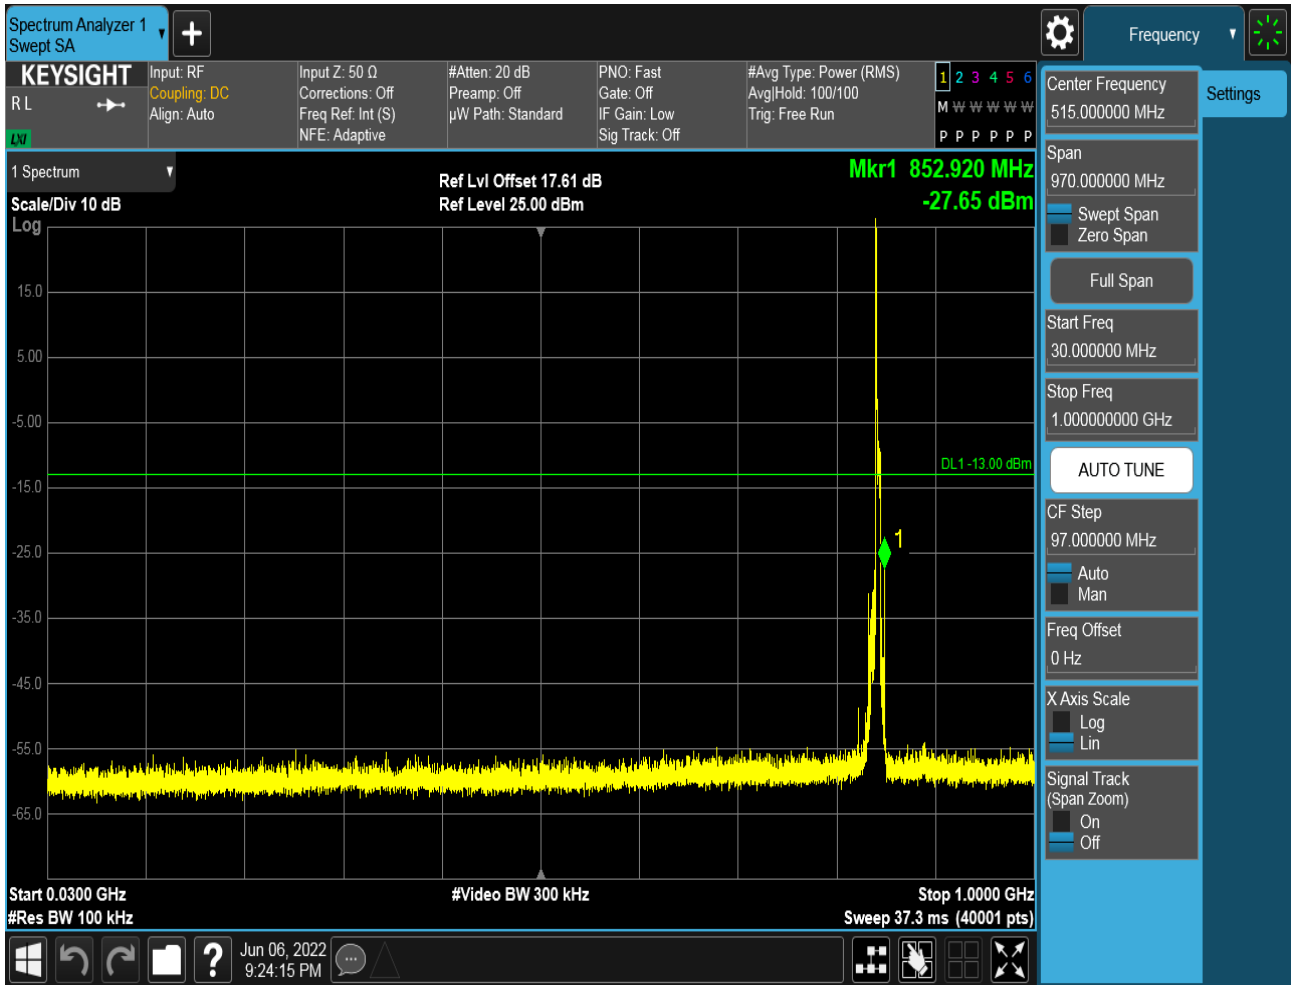 Spectrum Analyzer 1
Swept SA
Frequency
KEYSIGHT
R L
LXI
Input: RF
Coupling: DC
Align: Auto
Input Z: 50 Ω
Corrections: Off
Freq Ref: Int (S)
NFE: Adaptive
#Atten: 20 dB
Preamp: Off
µW Path: Standard
PNO: Fast
Gate: Off
IF Gain: Low
Sig Track: Off
#Avg Type: Power (RMS)
Avg|Hold: 100/100
Trig: Free Run
1 2 3 4 5 6
M W W W W W
P P P P P P
1 Spectrum
Scale/Div 10 dB
Log
Ref Lvl Offset 17.61 dB
Ref Level 25.00 dBm
Mkr1 852.920 MHz
-27.65 dBm
15.0
5.00
-5.00
-15.0
-25.0
-35.0
-45.0
-55.0
-65.0
DL1 -13.00 dBm
1
Start 0.0300 GHz
#Res BW 100 kHz
#Video BW 300 kHz
Stop 1.0000 GHz
Sweep 37.3 ms (40001 pts)
Center Frequency
515.000000 MHz
Settings
Span
970.000000 MHz
Swept Span
Zero Span
Full Span
Start Freq
30.000000 MHz
Stop Freq
1.000000000 GHz
AUTO TUNE
CF Step
97.000000 MHz
Auto
Man
Freq Offset
0 Hz
X Axis Scale
Log
Lin
Signal Track
(Span Zoom)
On
Off
?
Jun 06, 2022
9:24:15 PM